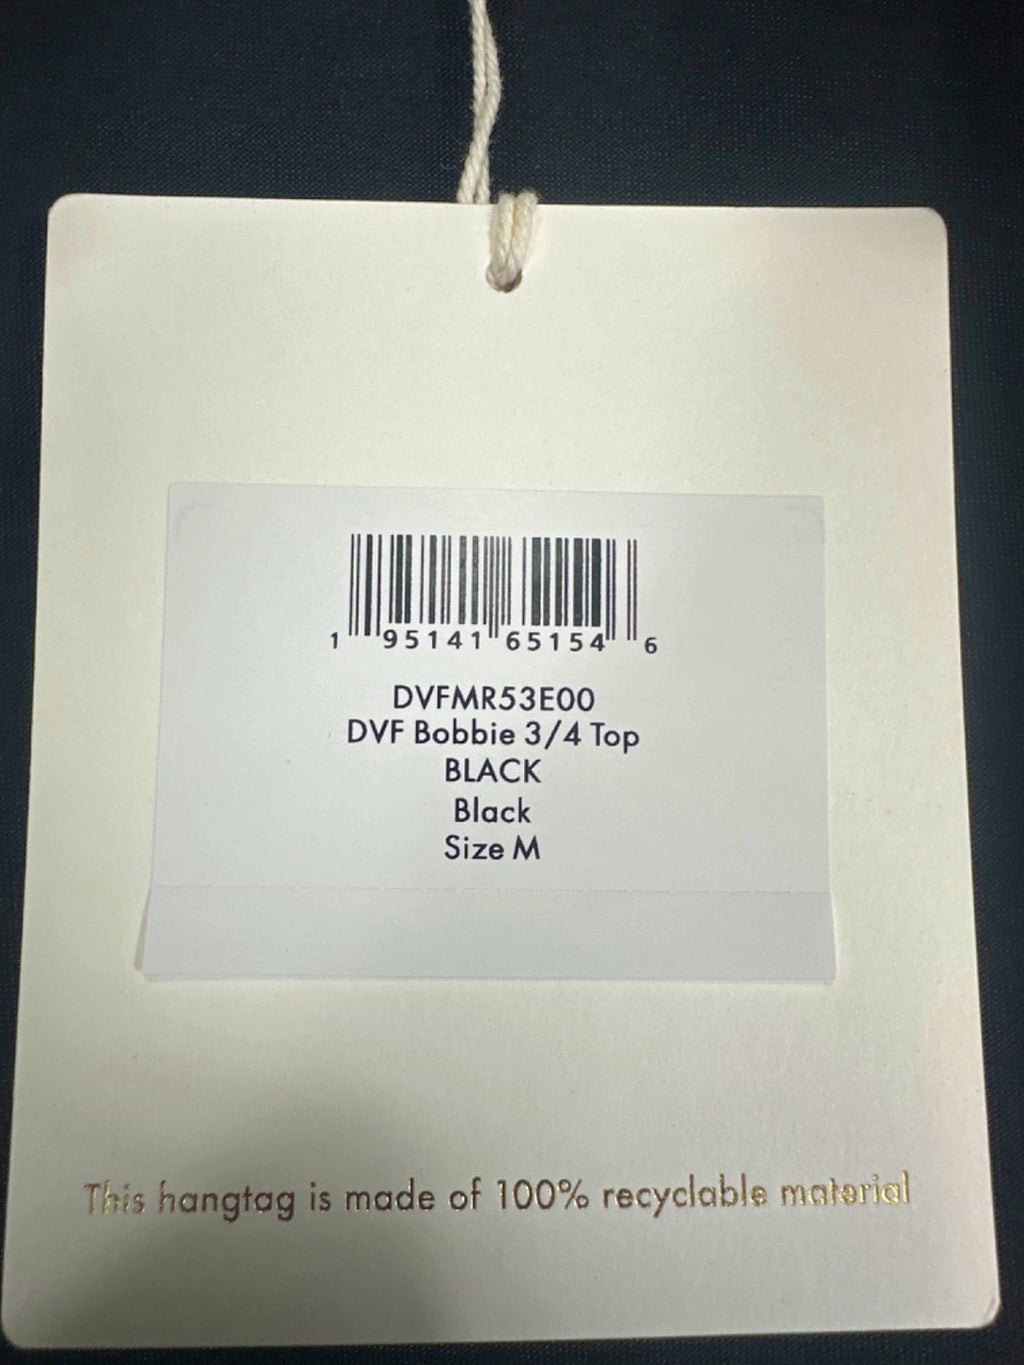 1 95141 65154 6
DVFMR53E00
DVF Bobbie 3/4 Top
BLACK
Black
Size M
This hangtag is made of 100% recyclable material